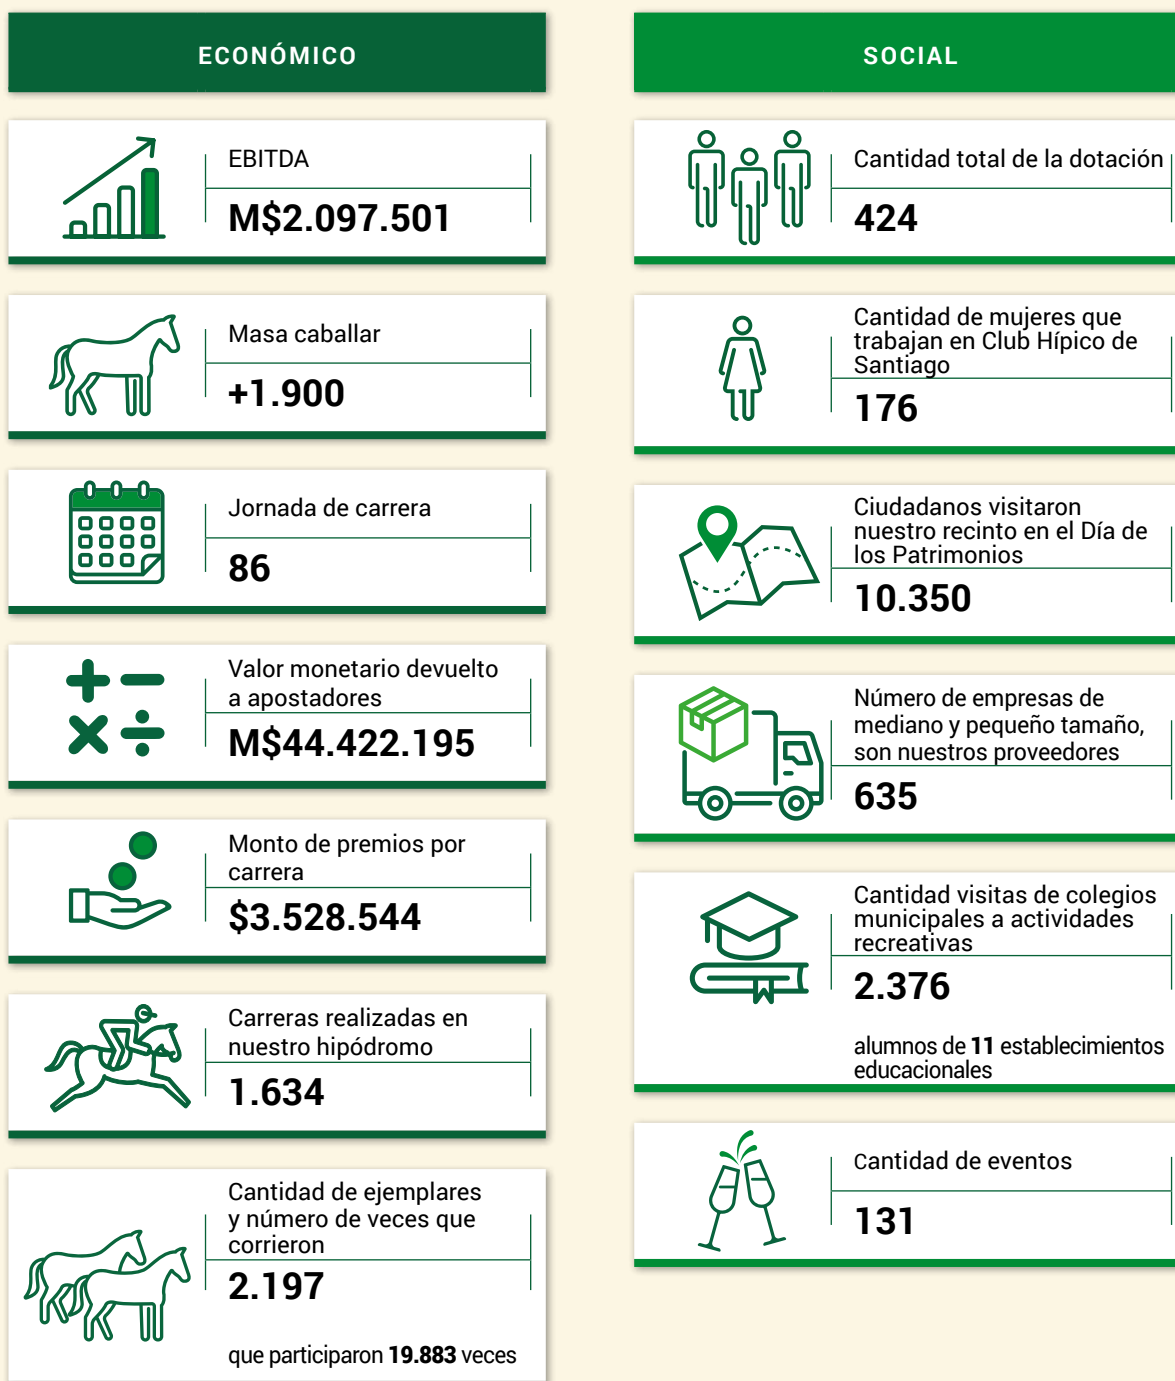 ECONÓMICO
EBITDA
M$2.097.501
Masa caballar
+1.900
Jornada de carrera
86
Valor monetario devuelto
a apostadores
M$44.422.195
Monto de premios por
carrera
$3.528.544
Carreras realizadas en
nuestro hipódromo
1.634
Cantidad de ejemplares
y número de veces que
corrieron
2.197
que participaron 19.883 veces
SOCIAL
Cantidad total de la dotación
424
Cantidad de mujeres que
trabajan en Club Hípico de
Santiago
176
Ciudadanos visitaron
nuestro recinto en el Día de
los Patrimonios
10.350
Número de empresas de
mediano y pequeño tamaño,
son nuestros proveedores
635
Cantidad visitas de colegios
municipales a actividades
recreativas
2.376
alumnos de 11 establecimientos
educacionales
Cantidad de eventos
131